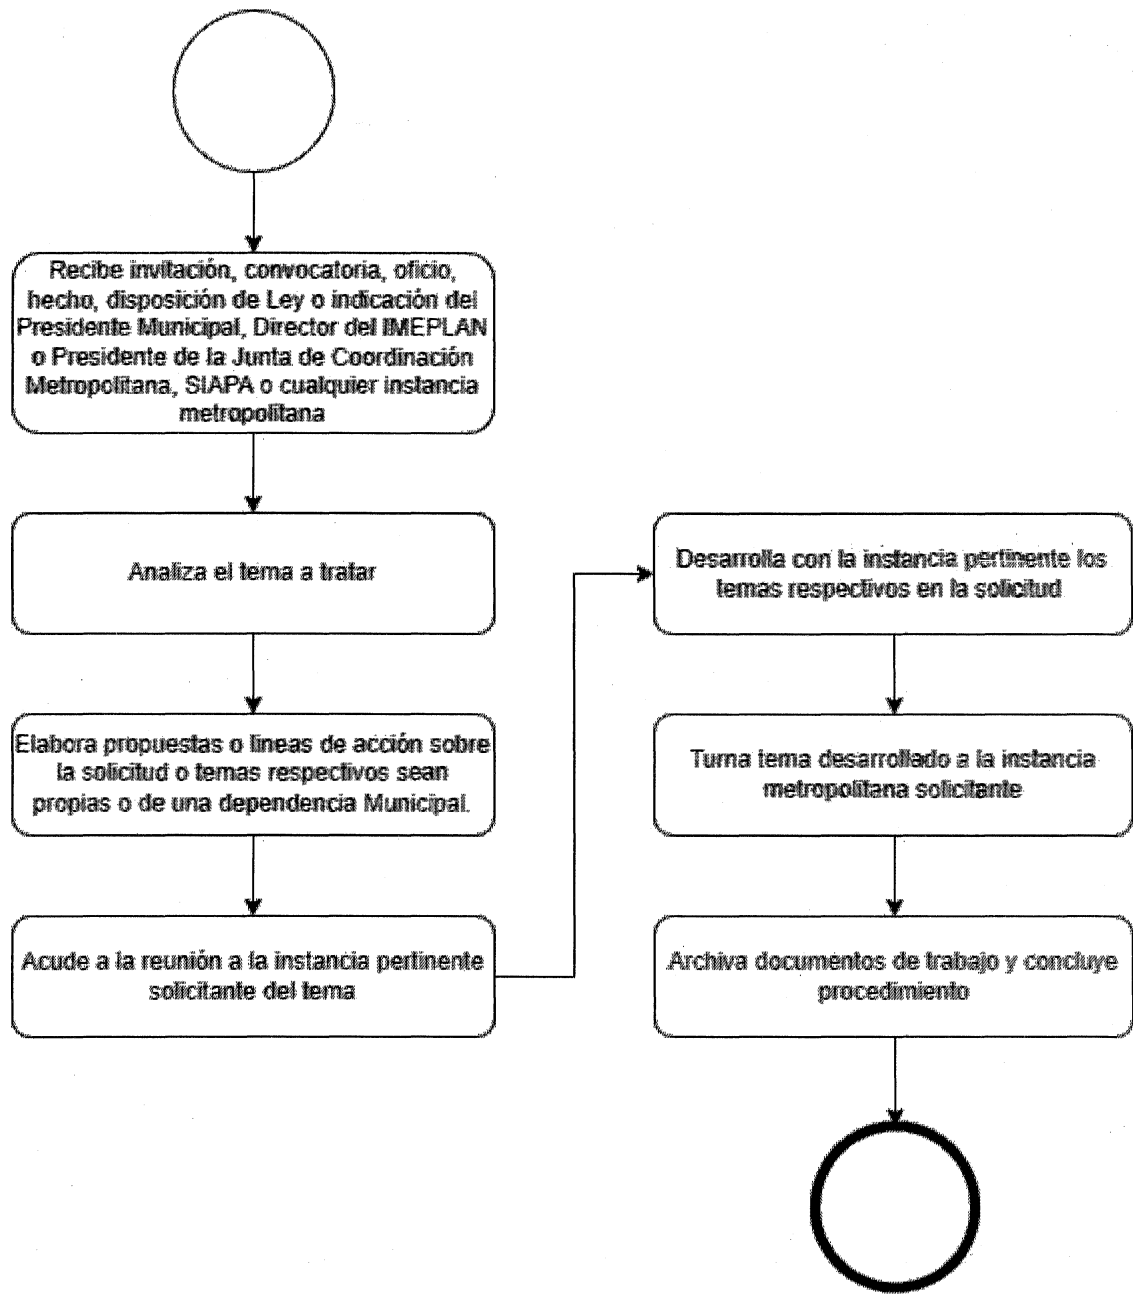 Recibe invitación, convocatoria, oficio,
hecho, disposición de Ley o indicación del
Presidente Municipal, Director del IMEPLAN
o Presidente de la Junta de Coordinación
Metropolitana, SIAPA o cualquier instancia
metropolitana
Analiza el tema a tratar
Elabora propuestas o líneas de acción sobre
la solicitud o temas respectivos sean
propias o de una dependencia Municipal.
Acude a la reunión a la instancia pertinente
solicitante del tema
Desarrolla con la instancia pertinente los
temas respectivos en la solicitud
Turna tema desarrollado a la instancia
metropolitana solicitante
Archiva documentos de trabajo y concluye
procedimiento